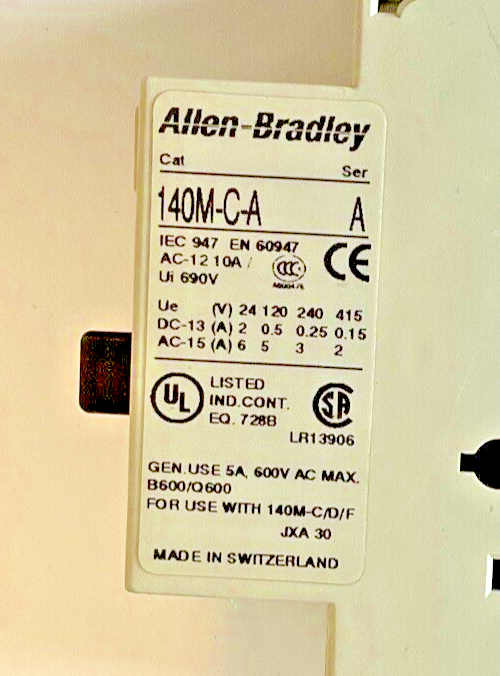 Allen-Bradley
Cat Ser
140M-C-A A
IEC 947 EN 60947
AC-12 10A / CCC CE
Ui 690V
Ue (V) 24 120 240 415
DC-13 (A) 2 0.5 0.25 0.15
AC-15 (A) 6 5 3 2
UL LISTED
IND.CONT. SA
EQ. 728B
LR13906
GEN.USE 5A, 600V AC MAX.
B600/Q600
FOR USE WITH 140M-C/D/F
JXA 30
MADE IN SWITZERLAND